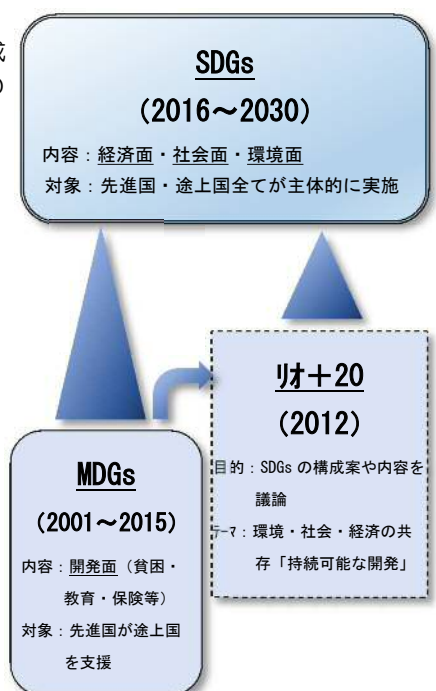 成
の
SDGs
（2016～2030）
内容：経済面・社会面・環境面
対象：先進国・途上国全てが主体的に実施
ﾘｵ＋20
（2012）
目的：SDGs の構成案や内容を
議論
ﾃｰﾏ：環境・社会・経済の共
存「持続可能な開発」
MDGs
（2001～2015）
内容：開発面（貧困・
教育・保険等）
対象：先進国が途上国
を支援